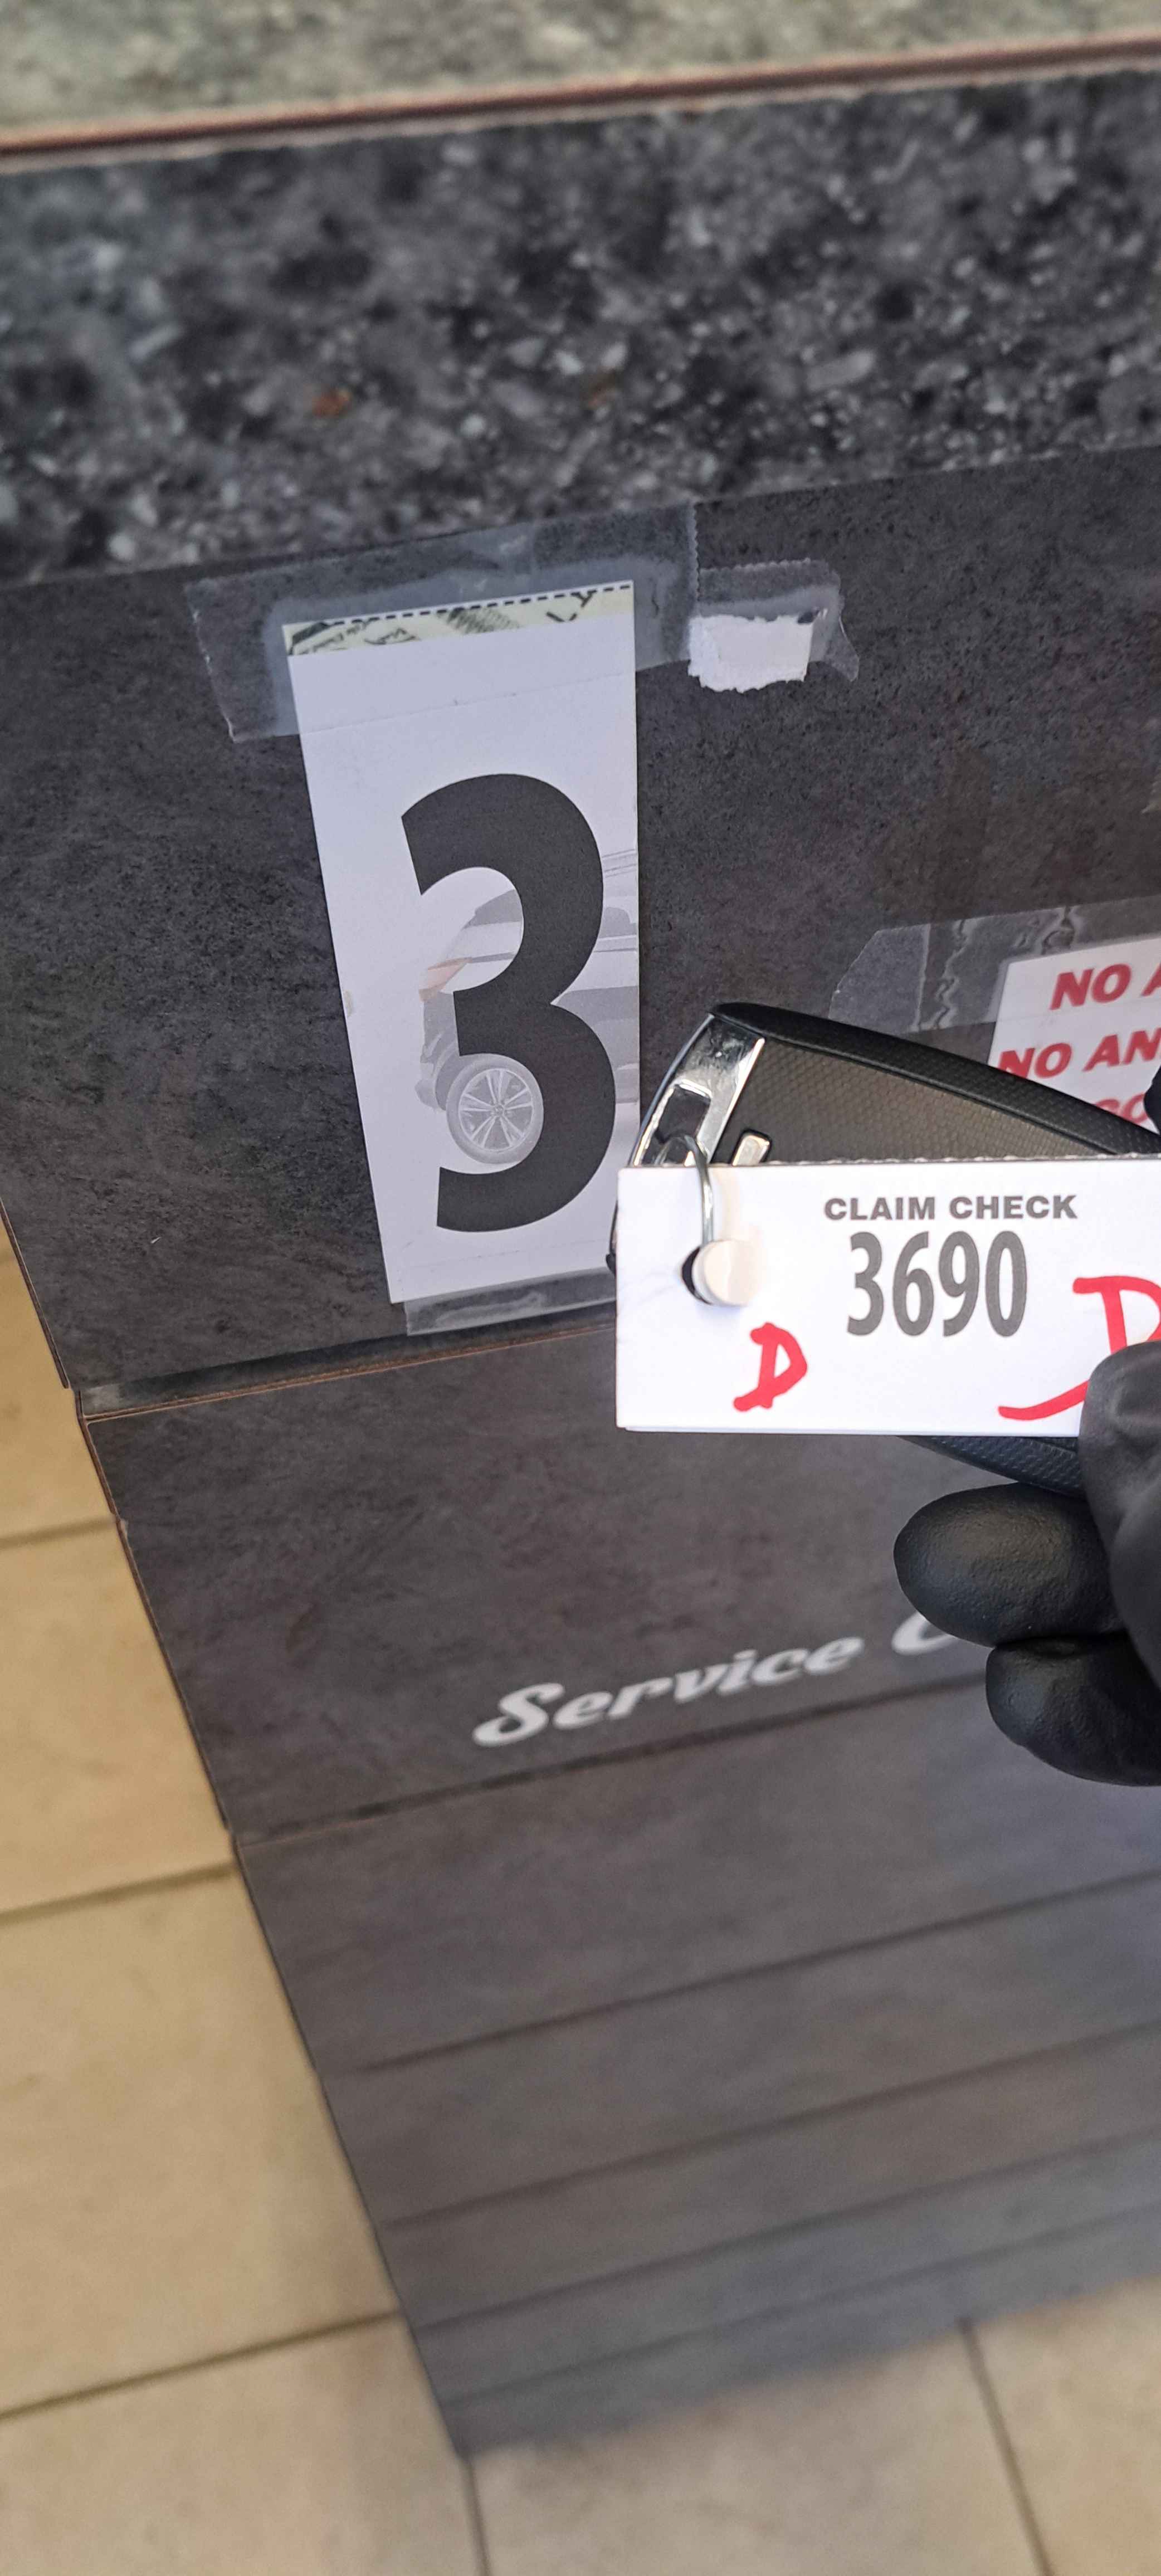 3
NO
NO AN
CLAIM CHECK
3690
D
D
Service